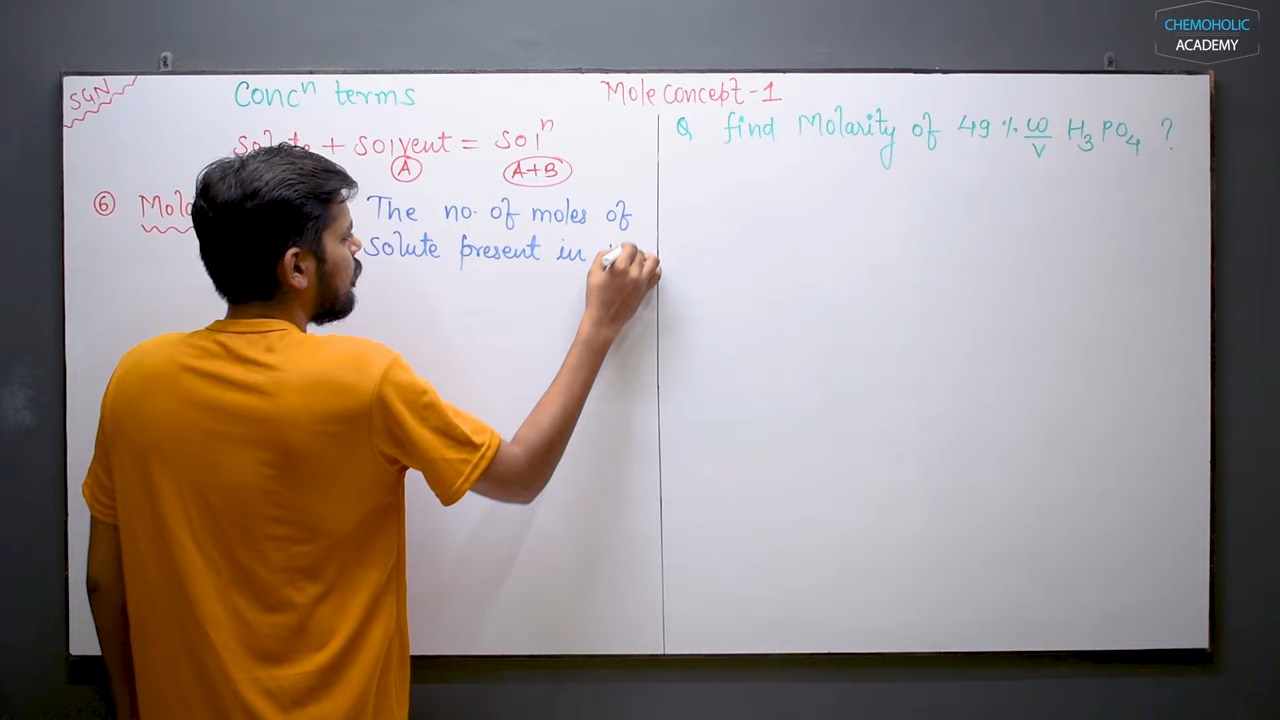 CHEMOHOLIC
ACADEMY
SGN
Concⁿ terms
Mole concept-1
+ solvent = solⁿ
A
A+B
⑥
The no. of moles of
solute present in
Q find Molarity of 49 % w/v H₃PO₄ ?